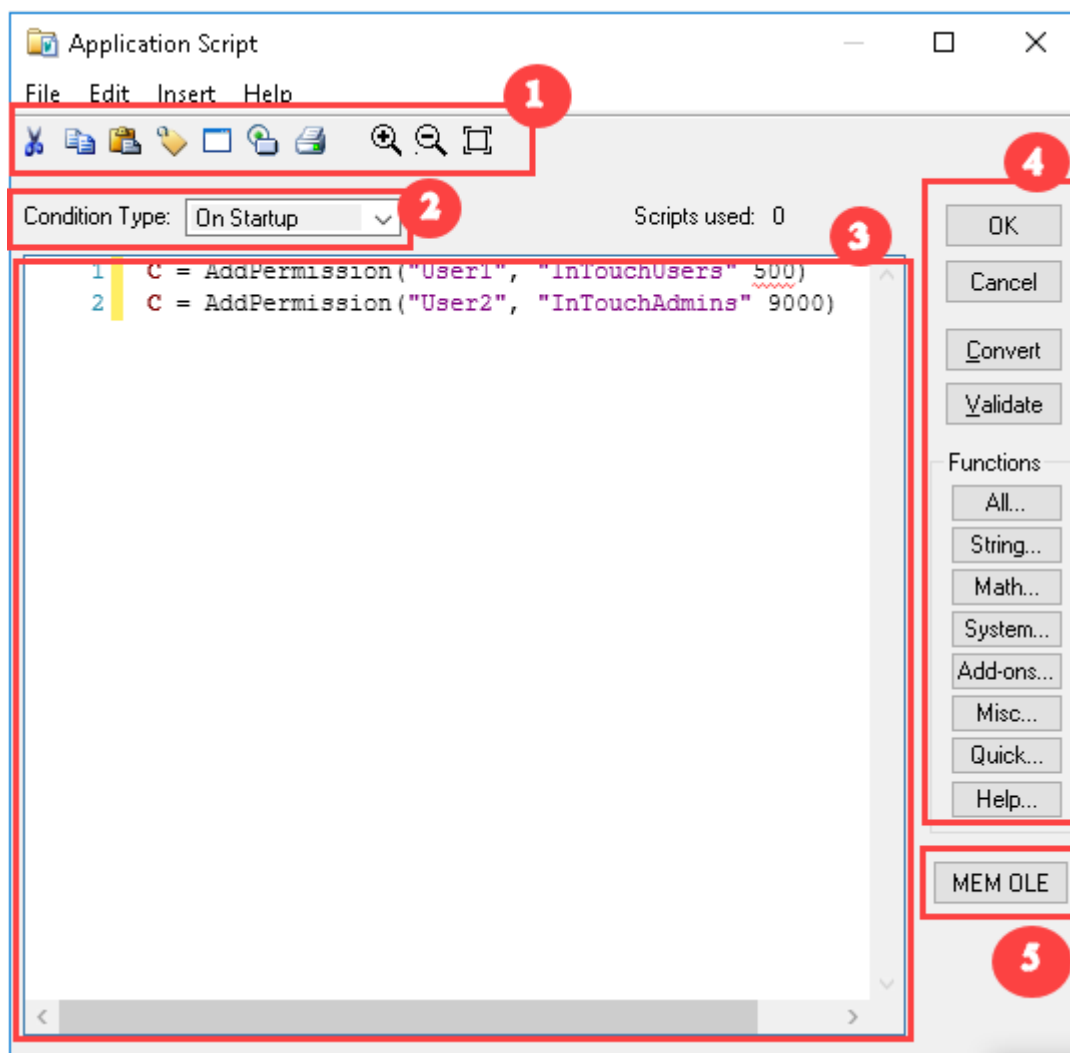 Application Script
File Edit Insert Help
1
Condition Type: On Startup
2
Scripts used: 0
3
4
1 C = AddPermission("User1", "InTouchUsers" 500)
2 C = AddPermission("User2", "InTouchAdmins" 9000)
OK
Cancel
Convert
Validate
Functions
All...
String...
Math...
System...
Add-ons...
Misc...
Quick...
Help...
MEM OLE
5